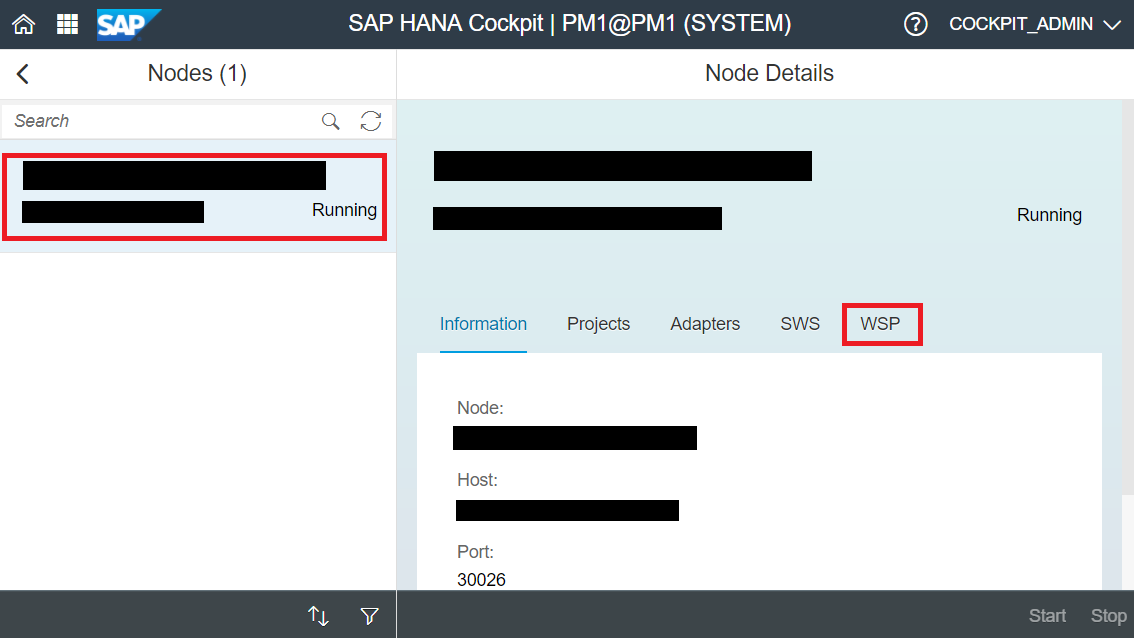 SAP
SAP HANA Cockpit | PM1@PM1 (SYSTEM)
?
COCKPIT_ADMIN
Nodes (1)
Node Details
Search
Running
Running
Information
Projects
Adapters
SWS
WSP
Node:
Host:
Port:
30026
Start
Stop